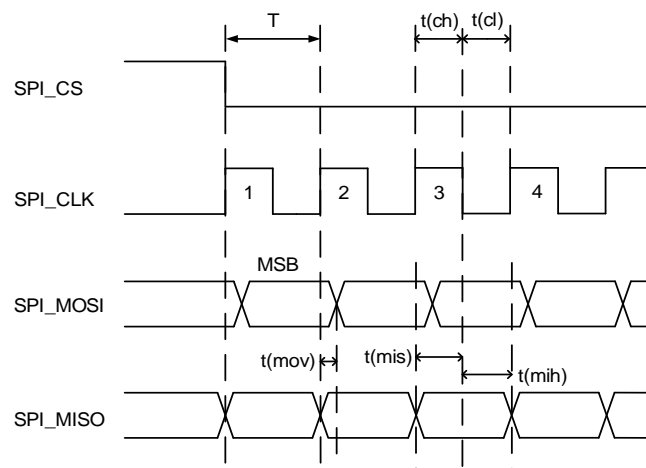 T
t(ch)
t(cl)
SPI_CS
SPI_CLK
1
2
3
4
MSB
SPI_MOSI
t(mov)
t(mis)
t(mih)
SPI_MISO